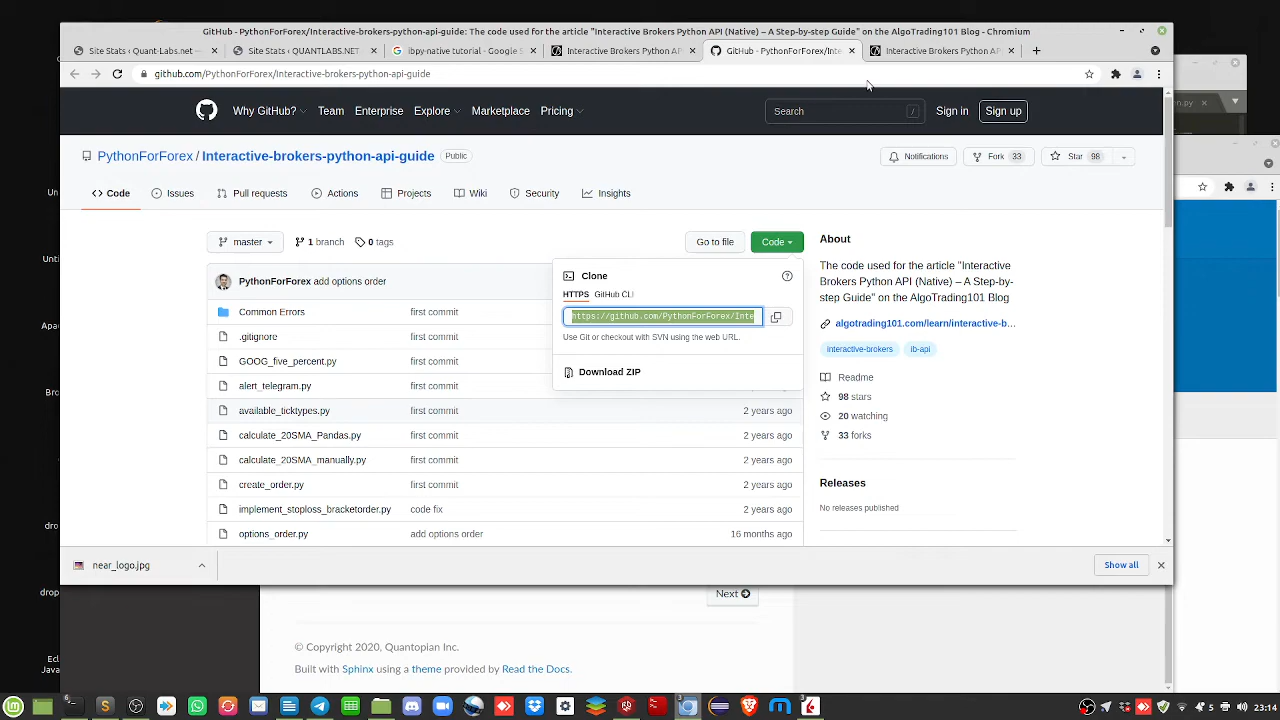 GitHub - PythonForForex/Interactive-brokers-python-api-guide: The code used for the article "Interactive Brokers Python API (Native) – A Step-by-step Guide" on the AlgoTrading101 Blog - Chromium
Site Stats ‹ Quant-Labs.net —
Site Stats ‹ QUANTLABS.NET
ibpy-native tutorial - Google S
Interactive Brokers Python AP
GitHub - PythonForForex/Inte
Interactive Brokers Python AP
github.com/PythonForForex/Interactive-brokers-python-api-guide
Why GitHub?
Team
Enterprise
Explore
Marketplace
Pricing
Search
/
Sign in
Sign up
PythonForForex / Interactive-brokers-python-api-guide
Public
Notifications
Fork 33
Star 98
Code
Issues
Pull requests
Actions
Projects
Wiki
Security
Insights
master
1 branch
0 tags
Go to file
Code
PythonForForex add options order
Common Errors first commit
.gitignore first commit
GOOG_five_percent.py first commit
alert_telegram.py first commit
available_ticktypes.py first commit 2 years ago
calculate_20SMA_Pandas.py first commit 2 years ago
calculate_20SMA_manually.py first commit 2 years ago
create_order.py first commit 2 years ago
implement_stoploss_bracketorder.py code fix 2 years ago
options_order.py add options order 16 months ago
Clone
HTTPS GitHub CLI
https://github.com/PythonForForex/Inte
Use Git or checkout with SVN using the web URL.
Download ZIP
About
The code used for the article "Interactive
Brokers Python API (Native) – A Step-by-
step Guide" on the AlgoTrading101 Blog
algotrading101.com/learn/interactive-b...
interactive-brokers
ib-api
Readme
98 stars
20 watching
33 forks
Releases
No releases published
near_logo.jpg
Show all
Next
© Copyright 2020, Quantopian Inc.
Built with Sphinx using a theme provided by Read the Docs.
23:14